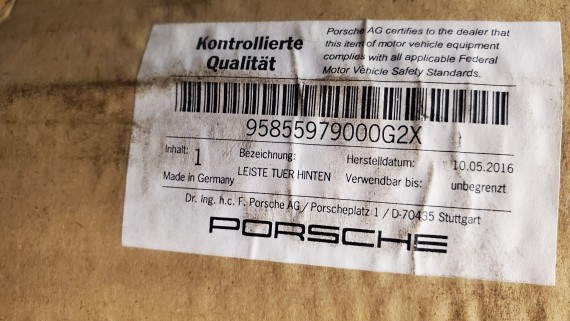 Kontrollierte
Qualität
Porsche AG certifies to the dealer that
this item of motor vehicle equipment
complies with all applicable Federal
Motor Vehicle Safety Standards.
95855979000G2X
Inhalt: 1 Bezeichnung: Herstelldatum: 10.05.2016
Made in Germany LEISTE TUER HINTEN Verwendbar bis: unbegrenzt
Dr. Ing. h.c. F. Porsche AG / Porscheplatz 1 / D-70435 Stuttgart
PORSCHE